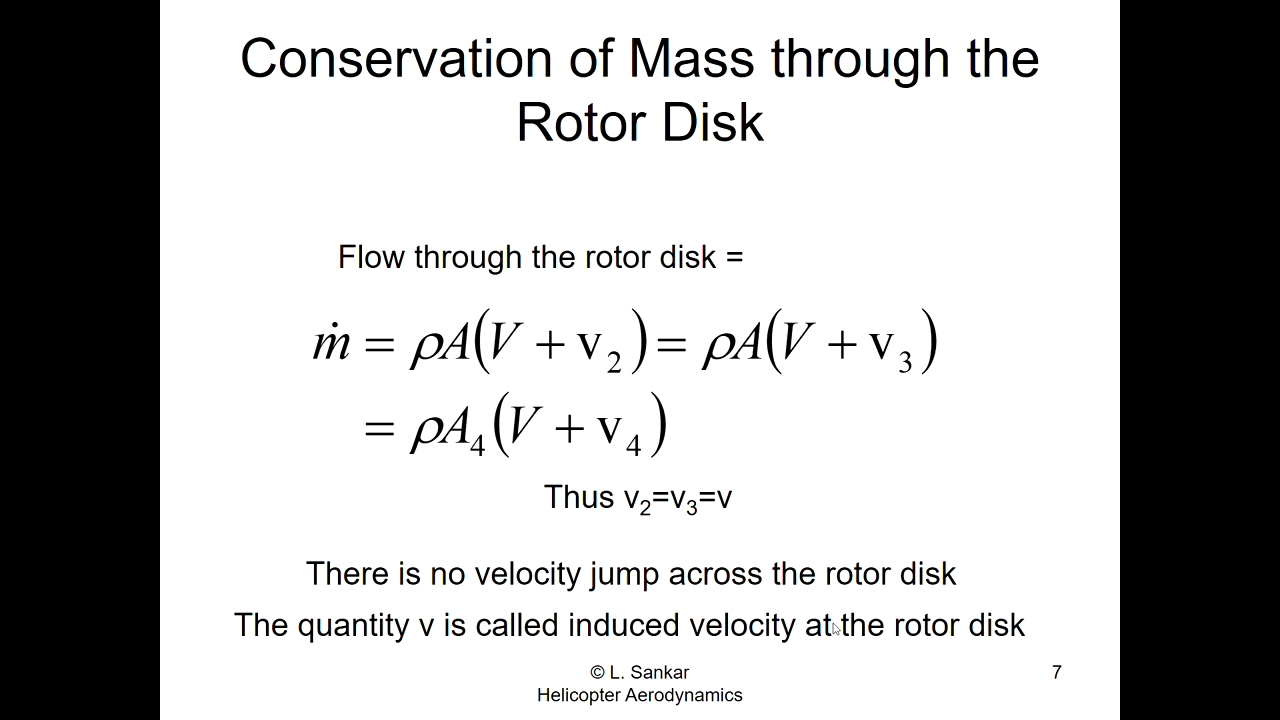 Conservation of Mass through the
Rotor Disk
Flow through the rotor disk =
ṁ = ρA(V + v₂) = ρA(V + v₃)
= ρA₄(V + v₄)
Thus v₂=v₃=v
There is no velocity jump across the rotor disk
The quantity v is called induced velocity at the rotor disk
© L. Sankar
Helicopter Aerodynamics
7